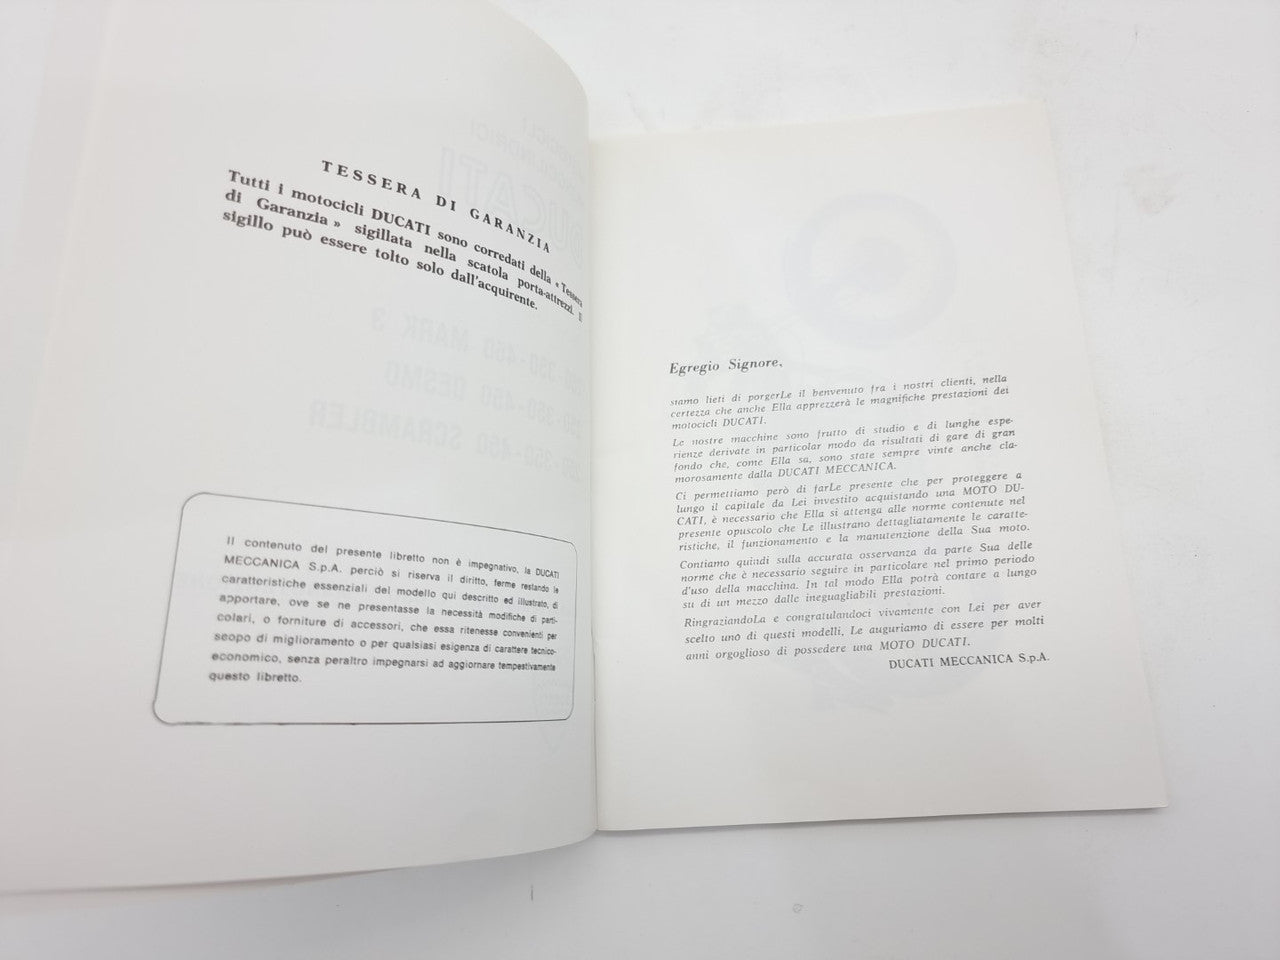 TESSERA DI GARANZIA
Tutti i motocicli DUCATI sono corredati della « Tessera
di Garanzia » sigillata nella scatola porta-attrezzi. Il
sigillo può essere tolto solo dall'acquirente.
Il contenuto del presente libretto non è impegnativo, la DUCATI
MECCANICA S.p.A. perciò si riserva il diritto, ferme restando le
caratteristiche essenziali del modello qui descritto ed illustrato, di
apportare, ove se ne presentasse la necessità modifiche di parti-
colari, o forniture di accessori, che essa ritenesse convenienti per
scopo di miglioramento o per qualsiasi esigenza di carattere tecnico-
economico, senza peraltro impegnarsi ad aggiornare tempestivamente
questo libretto.
Egregio Signore,
siamo lieti di porgerLe il benvenuto fra i nostri clienti, nella
certezza che anche Ella apprezzerà le magnifiche prestazioni dei
motocicli DUCATI.
Le nostre macchine sono frutto di studio e di lunghe espe-
rienze derivate in particolar modo da risultati di gare di gran
fondo che, come Ella sa, sono state sempre vinte anche cla-
morosamente dalla DUCATI MECCANICA.
Ci permettiamo però di farLe presente che per proteggere a
lungo il capitale da Lei investito acquistando una MOTO DU-
CATI, è necessario che Ella si attenga alle norme contenute nel
presente opuscolo che Le illustrano dettagliatamente le caratte-
ristiche, il funzionamento e la manutenzione della Sua moto.
Contiamo quindi sulla accurata osservanza da parte Sua delle
norme che è necessario seguire in particolare nel primo periodo
d'uso della macchina. In tal modo Ella potrà contare a lungo
su di un mezzo dalle ineguagliabili prestazioni.
RingraziandoLa e congratulandoci vivamente con Lei per aver
scelto uno di questi modelli, Le auguriamo di essere per molti
anni orgoglioso di possedere una MOTO DUCATI.
DUCATI MECCANICA S.p.A.